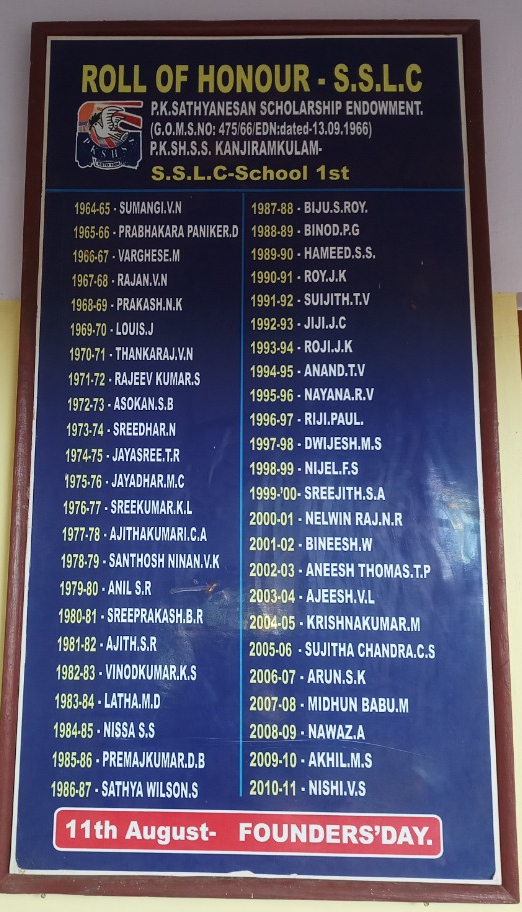 ROLL OF HONOUR - S.S.L.C
P.K.SATHYANESAN SCHOLARSHIP ENDOWMENT.
(G.O.M.S.NO: 475/66/EDN:dated-13.09.1966)
P.K.SH.S.S. KANJIRAMKULAM-
S.S.L.C-School 1st
P K S H S S
1964-65 - SUMANGI.V.N
1965-66 - PRABHAKARA PANIKER.D
1966-67 - VARGHESE.M
1967-68 - RAJAN.V.N
1968-69 - PRAKASH.N.K
1969-70 - LOUIS.J
1970-71 - THANKARAJ.V.N
1971-72 - RAJEEV KUMAR.S
1972-73 - ASOKAN.S.B
1973-74 - SREEDHAR.N
1974-75 - JAYASREE.T.R
1975-76 - JAYADHAR.M.C
1976-77 - SREEKUMAR.K.L
1977-78 - AJITHAKUMARI.C.A
1978-79 - SANTHOSH NINAN.V.K
1979-80 - ANIL S.R
1980-81 - SREEPRAKASH.B.R
1981-82 - AJITH.S.R
1982-83 - VINODKUMAR.K.S
1983-84 - LATHA.M.D
1984-85 - NISSA S.S
1985-86 - PREMAJKUMAR.D.B
1986-87 - SATHYA WILSON.S
1987-88 - BIJU.S.ROY.
1988-89 - BINOD.P.G
1989-90 - HAMEED.S.S.
1990-91 - ROY.J.K
1991-92 - SUIJITH.T.V
1992-93 - JIJI.J.C
1993-94 - ROJI.J.K
1994-95 - ANAND.T.V
1995-96 - NAYANA.R.V
1996-97 - RIJI.PAUL.
1997-98 - DWIJESH.M.S
1998-99 - NIJEL.F.S
1999-'00- SREEJITH.S.A
2000-01 - NELWIN RAJ.N.R
2001-02 - BINEESH.W
2002-03 - ANEESH THOMAS.T.P
2003-04 - AJEESH.V.L
2004-05 - KRISHNAKUMAR.M
2005-06 - SUJITHA CHANDRA.C.S
2006-07 - ARUN.S.K
2007-08 - MIDHUN BABU.M
2008-09 - NAWAZ.A
2009-10 - AKHIL.M.S
2010-11 - NISHI.V.S
11th August- FOUNDERS'DAY.